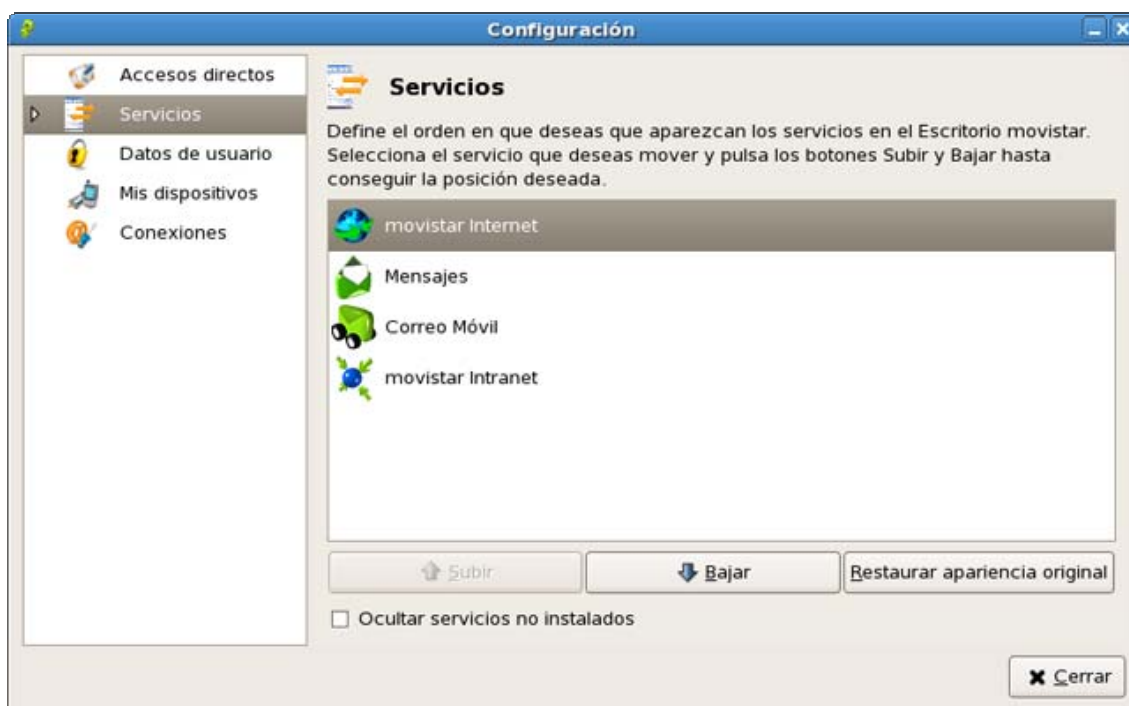 Configuración
Accesos directos
Servicios
Datos de usuario
Mis dispositivos
Conexiones
Servicios
Define el orden en que deseas que aparezcan los servicios en el Escritorio movistar.
Selecciona el servicio que deseas mover y pulsa los botones Subir y Bajar hasta
conseguir la posición deseada.
movistar Internet
Mensajes
Correo Móvil
movistar Intranet
Subir
Bajar
Restaurar apariencia original
Ocultar servicios no instalados
Cerrar